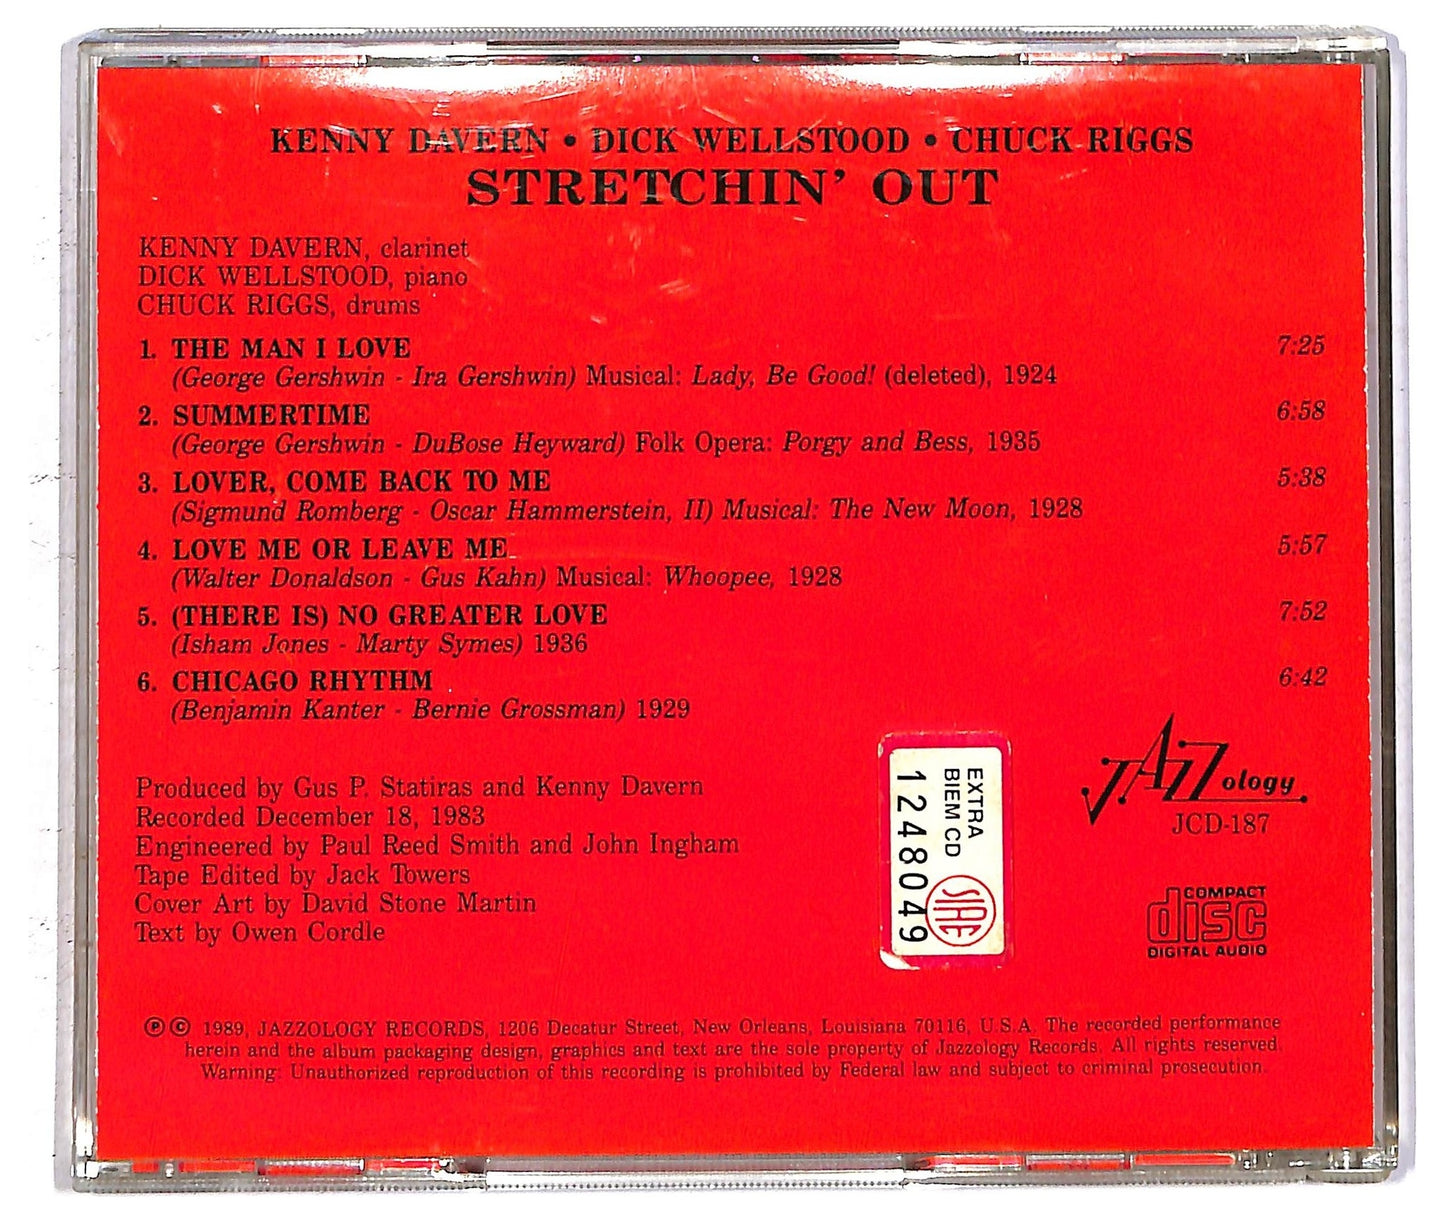 KENNY DAVERN • DICK WELLSTOOD • CHUCK RIGGS
STRETCHIN' OUT
KENNY DAVERN, clarinet
DICK WELLSTOOD, piano
CHUCK RIGGS, drums
1. THE MAN I LOVE 7:25
(George Gershwin - Ira Gershwin) Musical: Lady, Be Good! (deleted), 1924
2. SUMMERTIME 6:58
(George Gershwin - DuBose Heyward) Folk Opera: Porgy and Bess, 1935
3. LOVER, COME BACK TO ME 5:38
(Sigmund Romberg - Oscar Hammerstein, II) Musical: The New Moon, 1928
4. LOVE ME OR LEAVE ME 5:57
(Walter Donaldson - Gus Kahn) Musical: Whoopee, 1928
5. (THERE IS) NO GREATER LOVE 7:52
(Isham Jones - Marty Symes) 1936
6. CHICAGO RHYTHM 6:42
(Benjamin Kanter - Bernie Grossman) 1929
Produced by Gus P. Statiras and Kenny Davern
Recorded December 18, 1983
Engineered by Paul Reed Smith and John Ingham
Tape Edited by Jack Towers
Cover Art by David Stone Martin
Text by Owen Cordle
EXTRA
BIEM CD
1248049
SIAE
JAZZology
JCD-187
COMPACT
disc
DIGITAL AUDIO
℗ © 1989, JAZZOLOGY RECORDS, 1206 Decatur Street, New Orleans, Louisiana 70116, U.S.A. The recorded performance
herein and the album packaging design, graphics and text are the sole property of Jazzology Records. All rights reserved.
Warning: Unauthorized reproduction of this recording is prohibited by Federal law and subject to criminal prosecution.